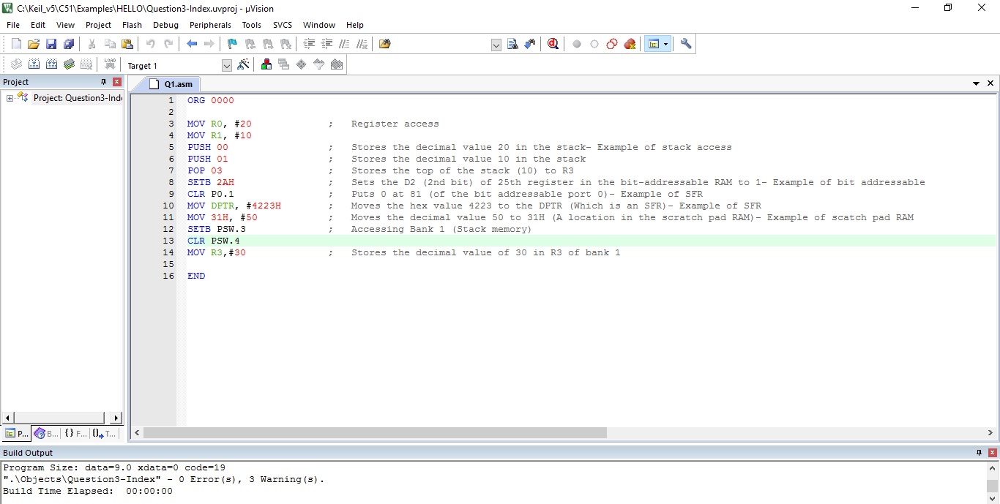 C:\Keil_v5\C51\Examples\HELLO\Question3-Index.uvproj - µVision
File Edit View Project Flash Debug Peripherals Tools SVCS Window Help
LOAD
Target 1
Project
Q1.asm
Project: Question3-Inde
1 ORG 0000
2
3 MOV R0, #20 ; Register access
4 MOV R1, #10
5 PUSH 00 ; Stores the decimal value 20 in the stack- Example of stack access
6 PUSH 01 ; Stores the decimal value 10 in the stack
7 POP 03 ; Stores the top of the stack (10) to R3
8 SETB 2AH ; Sets the D2 (2nd bit) of 25th register in the bit-addressable RAM to 1- Example of bit addressable
9 CLR P0.1 ; Puts 0 at 81 (of the bit addressable port 0)- Example of SFR
10 MOV DPTR, #4223H ; Moves the hex value 4223 to the DPTR (Which is an SFR)- Example of SFR
11 MOV 31H, #50 ; Moves the decimal value 50 to 31H (A location in the scratch pad RAM)- Example of scatch pad RAM
12 SETB PSW.3 ; Accessing Bank 1 (Stack memory)
13 CLR PSW.4
14 MOV R3,#30 ; Stores the decimal value of 30 in R3 of bank 1
15
16 END
P... B... {} F... 0 T...
Build Output
Program Size: data=9.0 xdata=0 code=19
".\Objects\Question3-Index" - 0 Error(s), 3 Warning(s).
Build Time Elapsed: 00:00:00